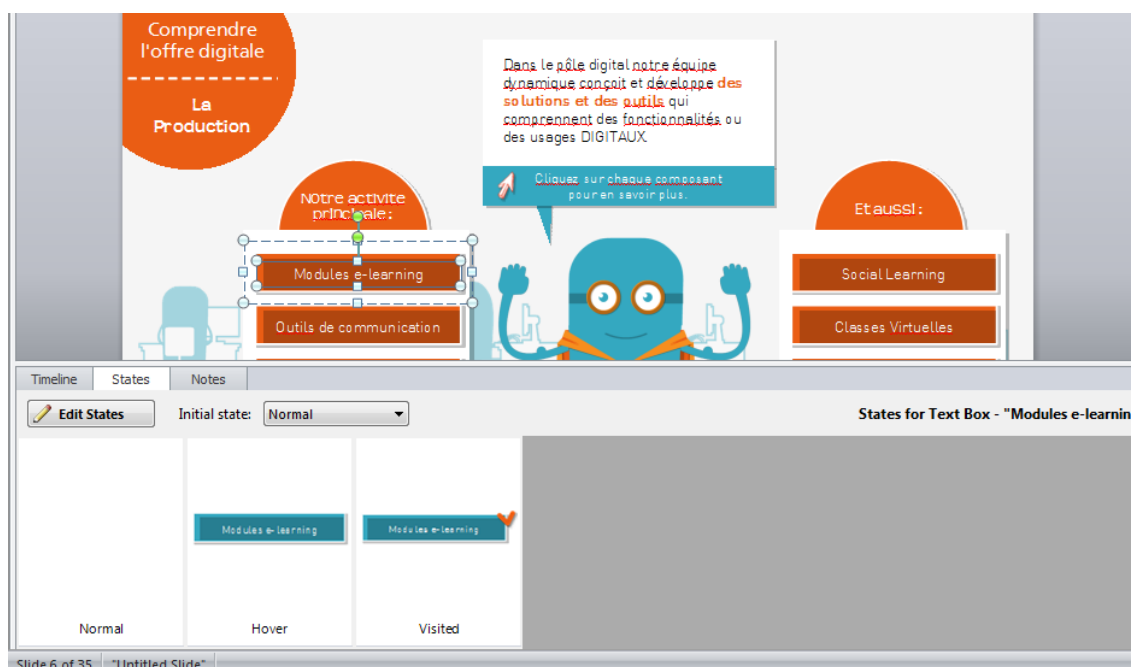 Comprendre
l'offre digitale
La
Production
Dans le pôle digital notre équipe
dynamique conçoit et développe des
solutions et des outils qui
comprennent des fonctionnalités ou
des usages DIGITAUX.
Cliquez sur chaque composant
pour en savoir plus.
Notre activite
principale :
Et aussi :
Modules e-learning
Social Learning
Outils de communication
Classes Virtuelles
Timeline States Notes
Edit States Initial state: Normal States for Text Box - "Modules e-learnin
Modules e-learning Modules e-learning
Normal Hover Visited
Slide 6 of 35 "Untitled Slide"